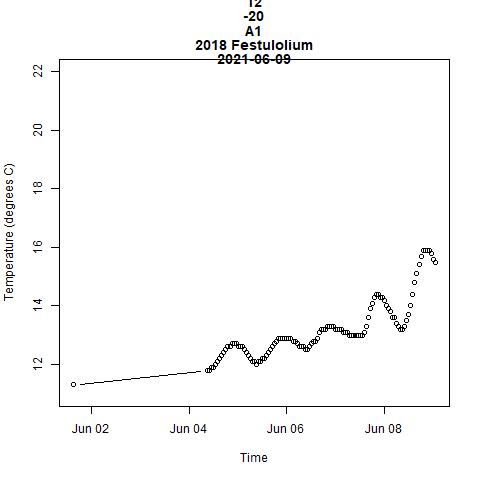 T2
-20
A1
2018 Festulolium
2021-06-09
Temperature (degrees C)
22
20
18
16
14
12
Jun 02
Jun 04
Jun 06
Jun 08
Time